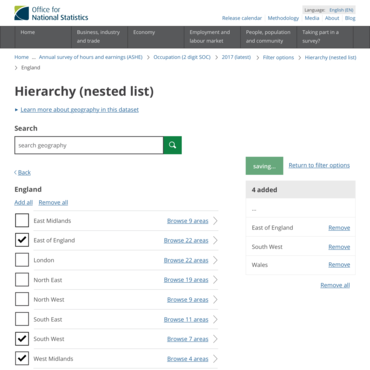 Office for
National Statistics
Language: English (EN)
Release calendar Methodology Media About Blog
Home
Business, industry and trade
Economy
Employment and labour market
People, population and community
Taking part in a survey?
Home ... Annual survey of hours and earnings (ASHE) Occupation (2 digit SOC) 2017 (latest) Filter options Hierarchy (nested list)
England
Hierarchy (nested list)
Learn more about geography in this dataset
Search
search geography
saving...
Return to filter options
Back
4 added
England
...
Add all Remove all
East Midlands Browse 9 areas
East of England Browse 22 areas
London Browse 22 areas
North East Browse 19 areas
North West Browse 9 areas
South East Browse 11 areas
South West Browse 7 areas
West Midlands Browse 4 areas
East of England Remove
South West Remove
Wales Remove
Remove all